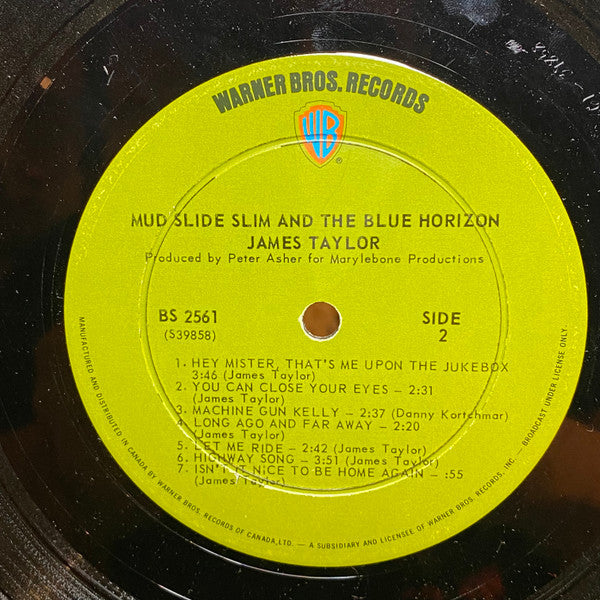 WARNER BROS. RECORDS
WB
®
MUD SLIDE SLIM AND THE BLUE HORIZON
JAMES TAYLOR
Produced by Peter Asher for Marylebone Productions
BS 2561
(S39858)
SIDE
2
1. HEY MISTER, THAT'S ME UPON THE JUKEBOX
3:46 (James Taylor)
2. YOU CAN CLOSE YOUR EYES – 2:31
(James Taylor)
3. MACHINE GUN KELLY – 2:37 (Danny Kortchmar)
4. LONG AGO AND FAR AWAY – 2:20
(James Taylor)
5. LET ME RIDE – 2:42 (James Taylor)
6. HIGHWAY SONG – 3:51 (James Taylor)
7. ISN'T IT NICE TO BE HOME AGAIN – :55
(James Taylor)
MANUFACTURED AND DISTRIBUTED IN CANADA BY WARNER BROS. RECORDS OF CANADA, LTD. — A SUBSIDIARY AND LICENSEE OF WARNER BROS. RECORDS, INC. — BROADCAST UNDER LICENSE ONLY.